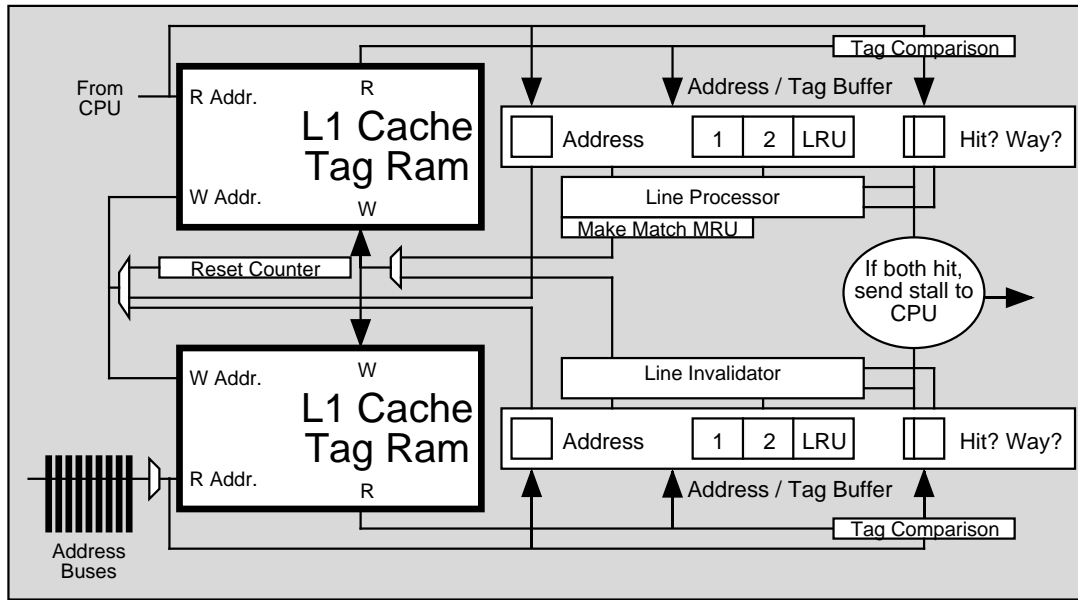 Tag Comparison
From
CPU
R Addr.
R
Address / Tag Buffer
L1 Cache
Tag Ram
Address
1
2
LRU
Hit? Way?
W Addr.
W
Line Processor
Make Match MRU
Reset Counter
If both hit,
send stall to
CPU
W Addr.
W
Line Invalidator
L1 Cache
Tag Ram
Address
1
2
LRU
Hit? Way?
R Addr.
R
Address / Tag Buffer
Tag Comparison
Address
Buses